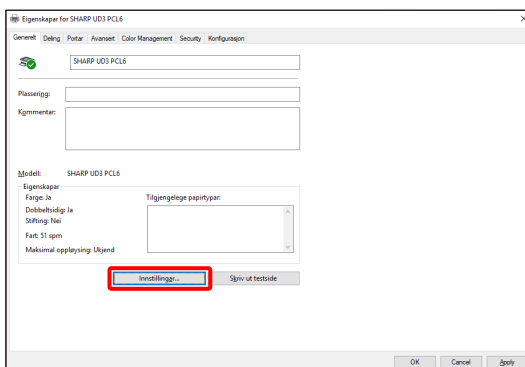 Eigenskapar for SHARP UD3 PCL6
Generelt Deling Portar Avansert Color Management Security Konfigurasjon
SHARP UD3 PCL6
Plassering:
Kommentar:
Modell: SHARP UD3 PCL6
Eigenskapar
Farge: Ja Tilgjengelege papirtypar:
Dobbeltsidig: Ja
Stifting: Nei
Fart: 51 spm
Maksimal oppløysing: Ukjend
Innstillingar... Skriv ut testside
OK Cancel Apply